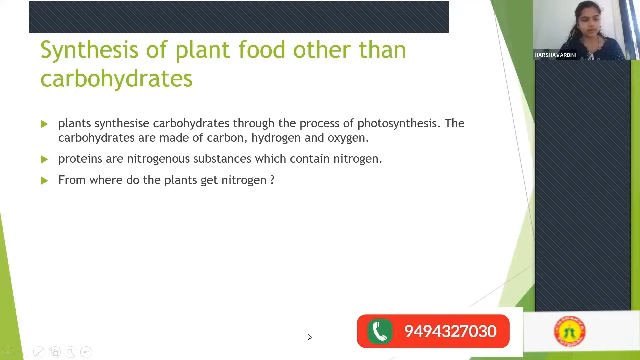 Synthesis of plant food other than
carbohydrates
plants synthesise carbohydrates through the process of photosynthesis. The
carbohydrates are made of carbon, hydrogen and oxygen.
proteins are nitrogenous substances which contain nitrogen.
From where do the plants get nitrogen ?
HARSHAVARDINI
9494327030